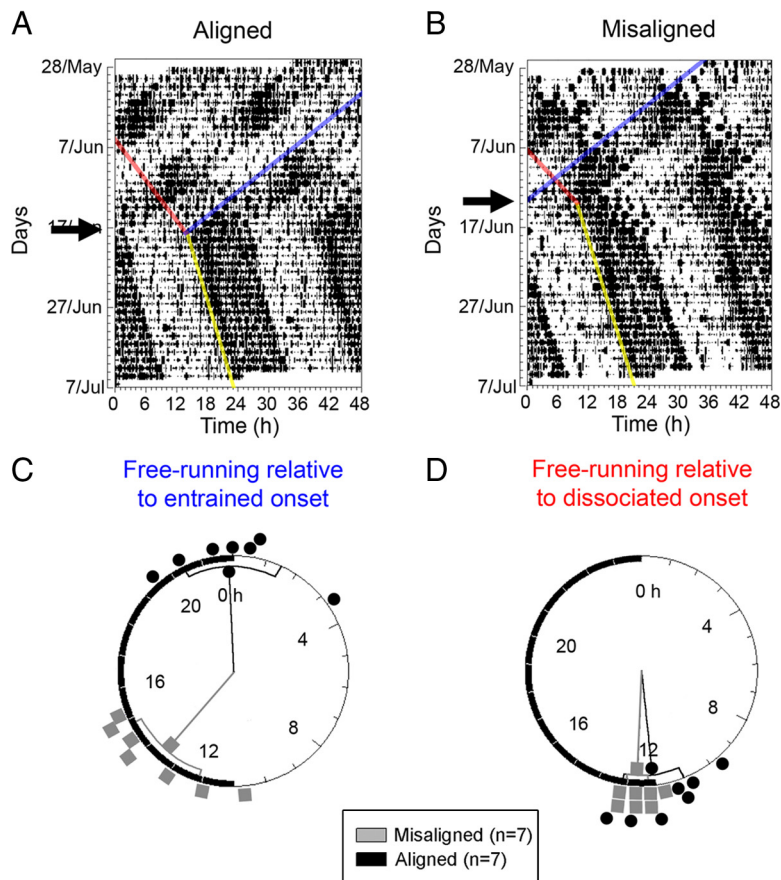 A
Aligned
B
Misaligned
28/May
7/Jun
27/Jun
7/Jul
Days
0 6 12 18 24 30 36 42 48
Time (h)
28/May
7/Jun
17/Jun
27/Jun
7/Jul
Days
0 6 12 18 24 30 36 42 48
Time (h)
C
Free-running relative
to entrained onset
D
Free-running relative
to dissociated onset
0 h
4
8
12
16
20
0 h
4
8
12
16
20
Misaligned (n=7)
Aligned (n=7)